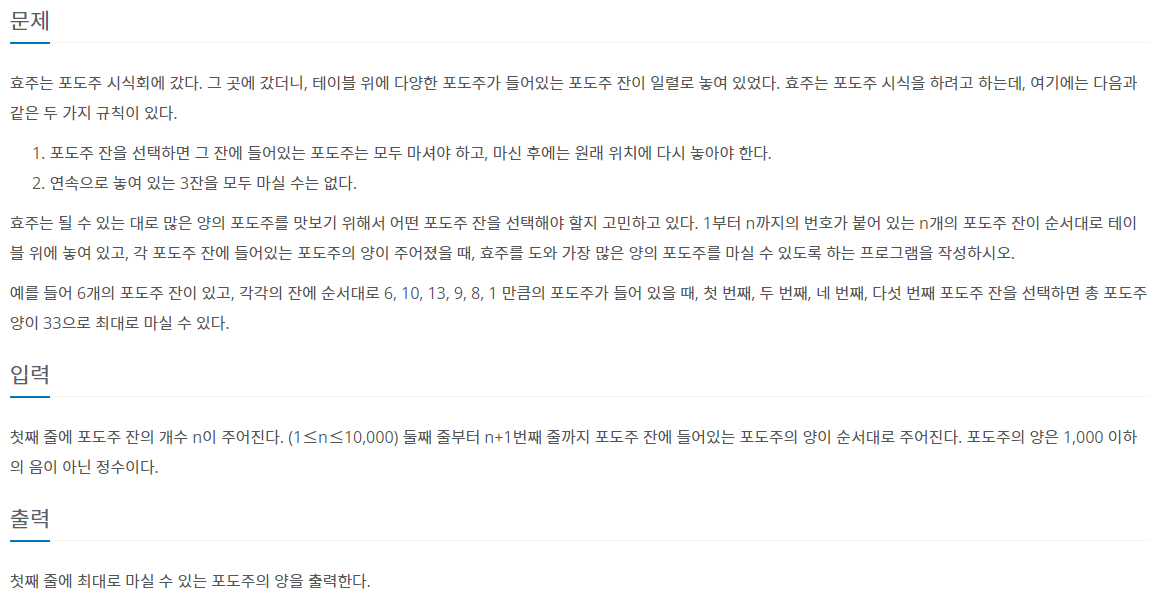 문제
효주는 포도주 시식회에 갔다. 그 곳에 갔더니, 테이블 위에 다양한 포도주가 들어있는 포도주 잔이 일렬로 놓여 있었다. 효주는 포도주 시식을 하려고 하는데, 여기에는 다음과
같은 두 가지 규칙이 있다.
1. 포도주 잔을 선택하면 그 잔에 들어있는 포도주는 모두 마셔야 하고, 마신 후에는 원래 위치에 다시 놓아야 한다.
2. 연속으로 놓여 있는 3잔을 모두 마실 수는 없다.
효주는 될 수 있는 대로 많은 양의 포도주를 맛보기 위해서 어떤 포도주 잔을 선택해야 할지 고민하고 있다. 1부터 n까지의 번호가 붙어 있는 n개의 포도주 잔이 순서대로 테이
블 위에 놓여 있고, 각 포도주 잔에 들어있는 포도주의 양이 주어졌을 때, 효주를 도와 가장 많은 양의 포도주를 마실 수 있도록 하는 프로그램을 작성하시오.
예를 들어 6개의 포도주 잔이 있고, 각각의 잔에 순서대로 6, 10, 13, 9, 8, 1 만큼의 포도주가 들어 있을 때, 첫 번째, 두 번째, 네 번째, 다섯 번째 포도주 잔을 선택하면 총 포도주
양이 33으로 최대로 마실 수 있다.
입력
첫째 줄에 포도주 잔의 개수 n이 주어진다. (1≤n≤10,000) 둘째 줄부터 n+1번째 줄까지 포도주 잔에 들어있는 포도주의 양이 순서대로 주어진다. 포도주의 양은 1,000 이하
의 음이 아닌 정수이다.
출력
첫째 줄에 최대로 마실 수 있는 포도주의 양을 출력한다.